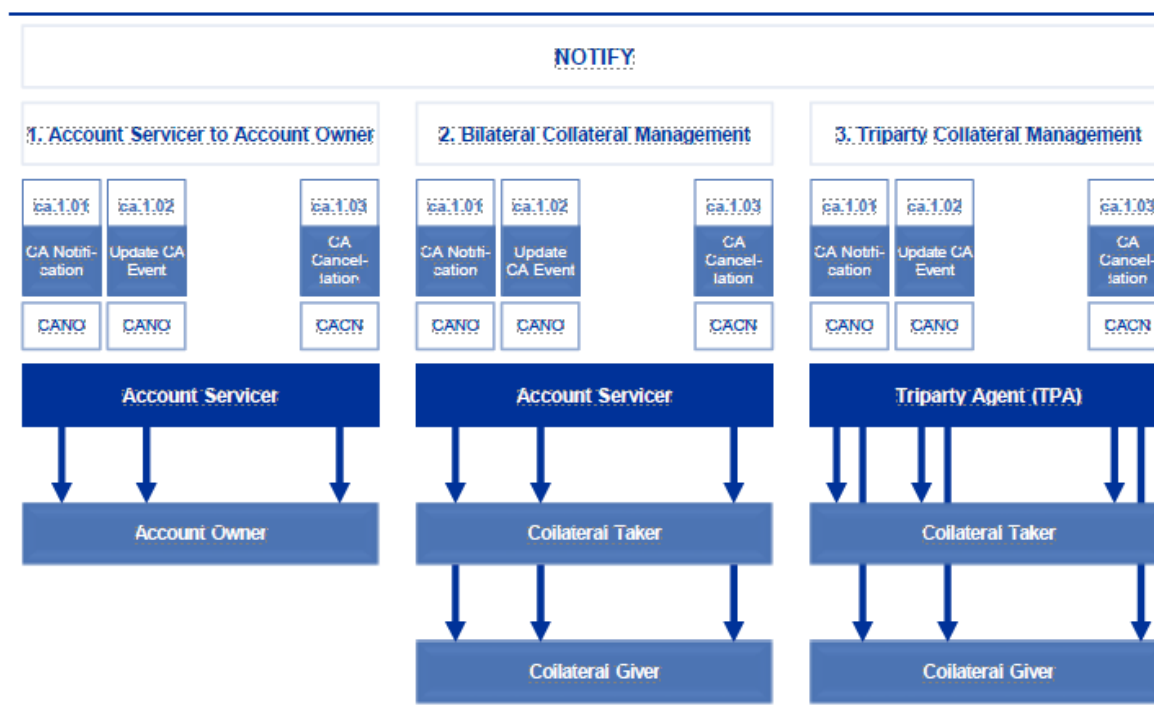 NOTIFY
1. Account Servicer to Account Owner
2. Bilateral Collateral Management
3. Triparty Collateral Management
ca.1.01
ca.1.02
ca.1.03
ca.1.01
ca.1.02
ca.1.03
ca.1.01
ca.1.02
ca.1.03
CA Notifi-
cation
Update CA
Event
CA
Cancel-
lation
CA Notifi-
cation
Update
CA Event
CA
Cancel-
lation
CA Notifi-
cation
Update CA
Event
CA
Cancel-
lation
CANO
CANO
CACN
CANO
CANO
CACN
CANO
CANO
CACN
Account Servicer
Account Servicer
Triparty Agent (TPA)
Account Owner
Collateral Taker
Collateral Taker
Collateral Giver
Collateral Giver